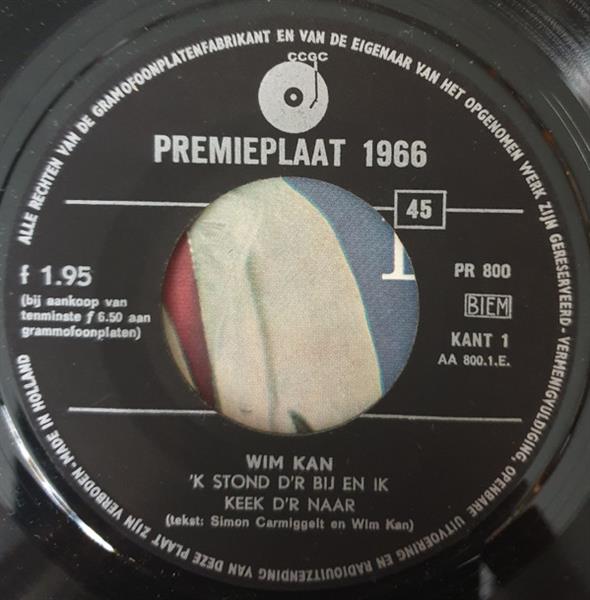 ALLE RECHTEN VAN DE GRAMOFOONPLATENFABRIKANT EN VAN DE EIGENAAR VAN HET OPGENOMEN WERK ZIJN GERESERVEERD - VERMENIGVULDIGING, OPENBARE UITVOERING EN RADIOUITZENDING VAN DEZE PLAAT ZIJN VERBODEN - MADE IN HOLLAND
CCGC
PREMIEPLAAT 1966
45
f 1.95
(bij aankoop van
tenminste f 6.50 aan
grammofoonplaten)
PR 800
BIEM
KANT 1
AA 800.1.E.
WIM KAN
'K STOND D'R BIJ EN IK
KEEK D'R NAAR
(tekst: Simon Carmiggelt en Wim Kan)